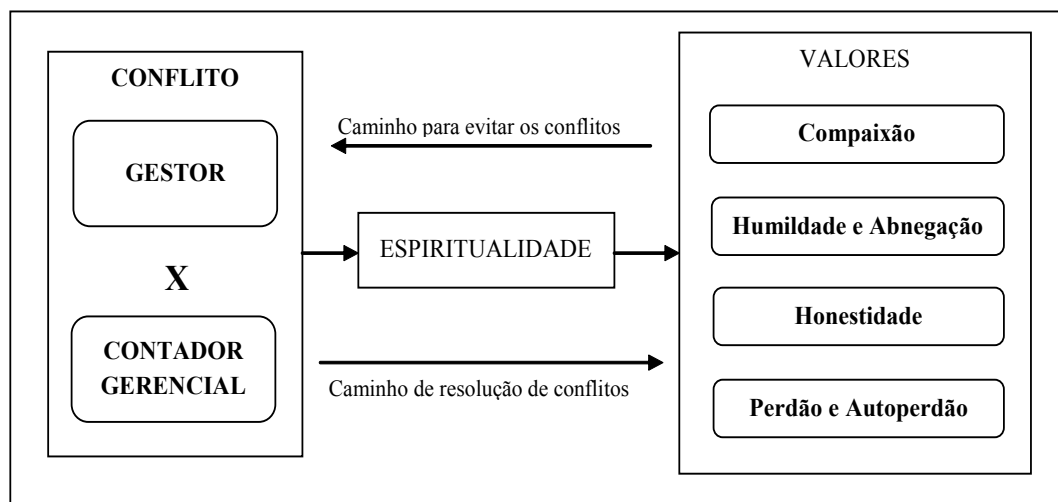 CONFLITO
GESTOR
X
CONTADOR
GERENCIAL
Caminho para evitar os conflitos
ESPIRITUALIDADE
Caminho de resolução de conflitos
VALORES
Compaixão
Humildade e Abnegação
Honestidade
Perdão e Autoperdão